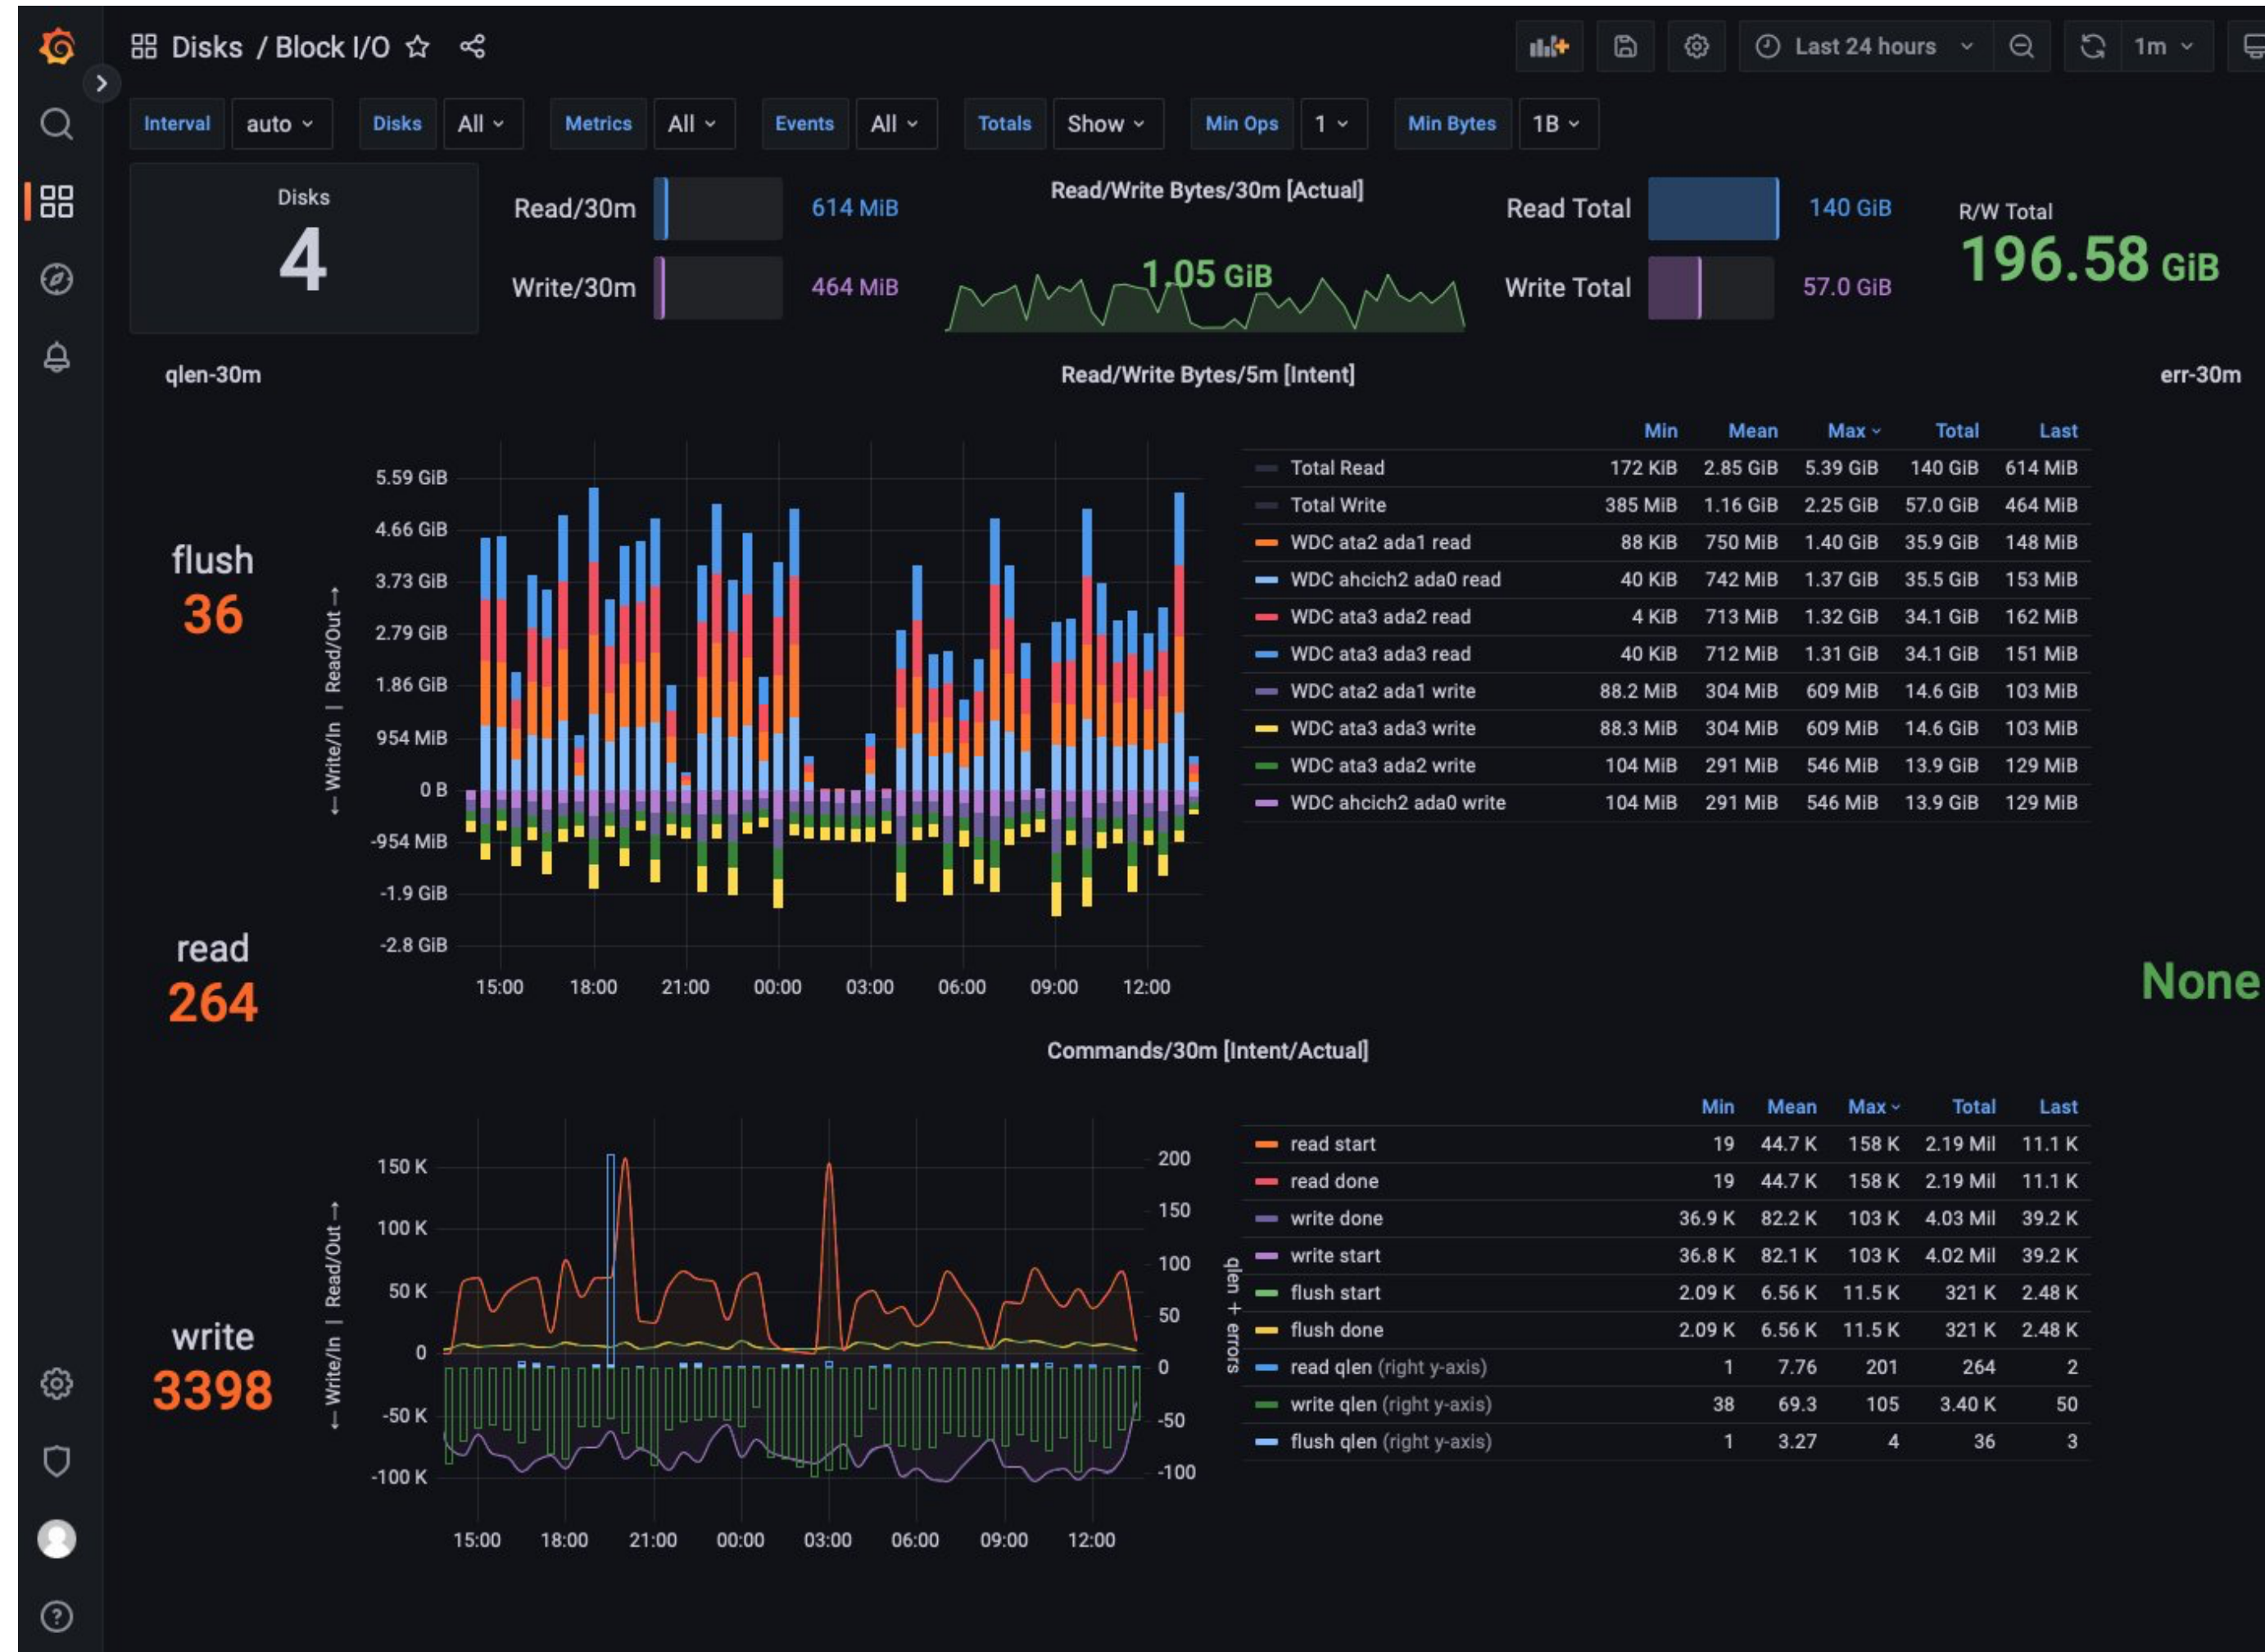 Disks / Block I/O
Last 24 hours
1m
Interval auto Disks All Metrics All Events All Totals Show Min Ops 1 Min Bytes 1B
Disks
4
Read/30m 614 MiB
Write/30m 464 MiB
Read/Write Bytes/30m [Actual]
1.05 GiB
Read Total 140 GiB
Write Total 57.0 GiB
R/W Total
196.58 GiB
qlen-30m
flush
36
read
264
write
3398
Read/Write Bytes/5m [Intent]
← Write/In | Read/Out →
5.59 GiB
4.66 GiB
3.73 GiB
2.79 GiB
1.86 GiB
954 MiB
0 B
-954 MiB
-1.9 GiB
-2.8 GiB
15:00 18:00 21:00 00:00 03:00 06:00 09:00 12:00
Min Mean Max Total Last
Total Read 172 KiB 2.85 GiB 5.39 GiB 140 GiB 614 MiB
Total Write 385 MiB 1.16 GiB 2.25 GiB 57.0 GiB 464 MiB
WDC ata2 ada1 read 88 KiB 750 MiB 1.40 GiB 35.9 GiB 148 MiB
WDC ahcich2 ada0 read 40 KiB 742 MiB 1.37 GiB 35.5 GiB 153 MiB
WDC ata3 ada2 read 4 KiB 713 MiB 1.32 GiB 34.1 GiB 162 MiB
WDC ata3 ada3 read 40 KiB 712 MiB 1.31 GiB 34.1 GiB 151 MiB
WDC ata2 ada1 write 88.2 MiB 304 MiB 609 MiB 14.6 GiB 103 MiB
WDC ata3 ada3 write 88.3 MiB 304 MiB 609 MiB 14.6 GiB 103 MiB
WDC ata3 ada2 write 104 MiB 291 MiB 546 MiB 13.9 GiB 129 MiB
WDC ahcich2 ada0 write 104 MiB 291 MiB 546 MiB 13.9 GiB 129 MiB
err-30m
None
Commands/30m [Intent/Actual]
← Write/In | Read/Out →
150 K
100 K
50 K
0
-50 K
-100 K
200
150
100
50
0
-50
-100
qlen + errors
15:00 18:00 21:00 00:00 03:00 06:00 09:00 12:00
Min Mean Max Total Last
read start 19 44.7 K 158 K 2.19 Mil 11.1 K
read done 19 44.7 K 158 K 2.19 Mil 11.1 K
write done 36.9 K 82.2 K 103 K 4.03 Mil 39.2 K
write start 36.8 K 82.1 K 103 K 4.02 Mil 39.2 K
flush start 2.09 K 6.56 K 11.5 K 321 K 2.48 K
flush done 2.09 K 6.56 K 11.5 K 321 K 2.48 K
read qlen (right y-axis) 1 7.76 201 264 2
write qlen (right y-axis) 38 69.3 105 3.40 K 50
flush qlen (right y-axis) 1 3.27 4 36 3